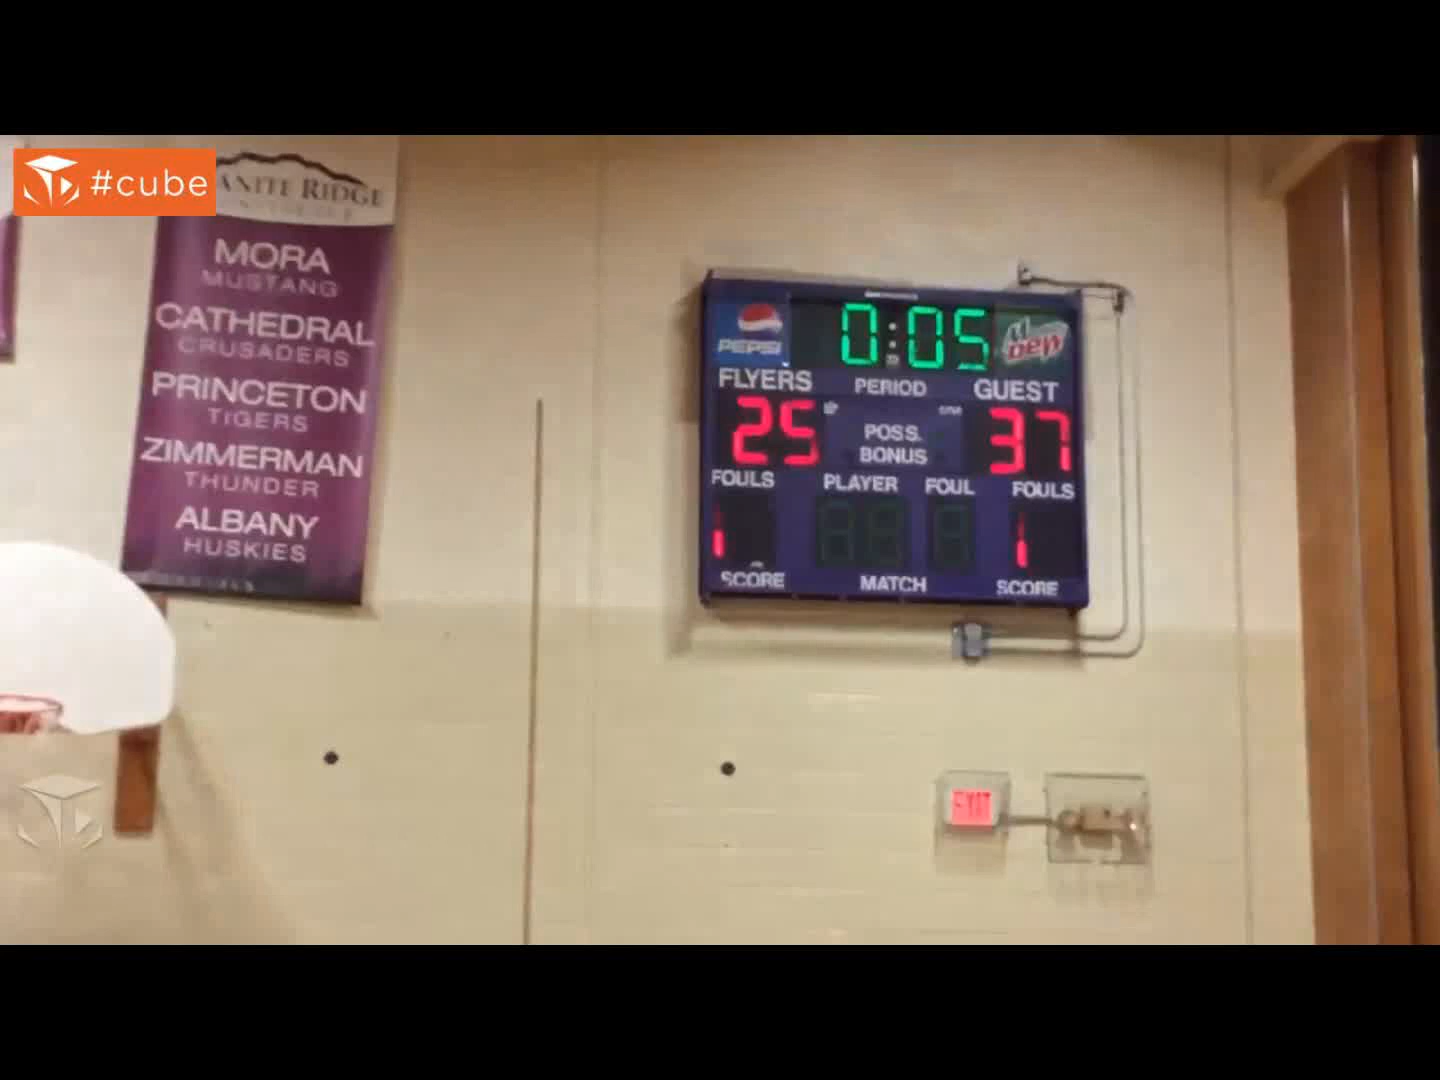 #cube
ANITE RIDGE
MORA
MUSTANG
CATHEDRAL
CRUSADERS
PRINCETON
TIGERS
ZIMMERMAN
THUNDER
ALBANY
HUSKIES
PEPSI
0:05
Dew
FLYERS
PERIOD
GUEST
25
37
POSS.
BONUS
FOULS
PLAYER
FOUL
FOULS
1
1
SCORE
MATCH
SCORE
EXIT